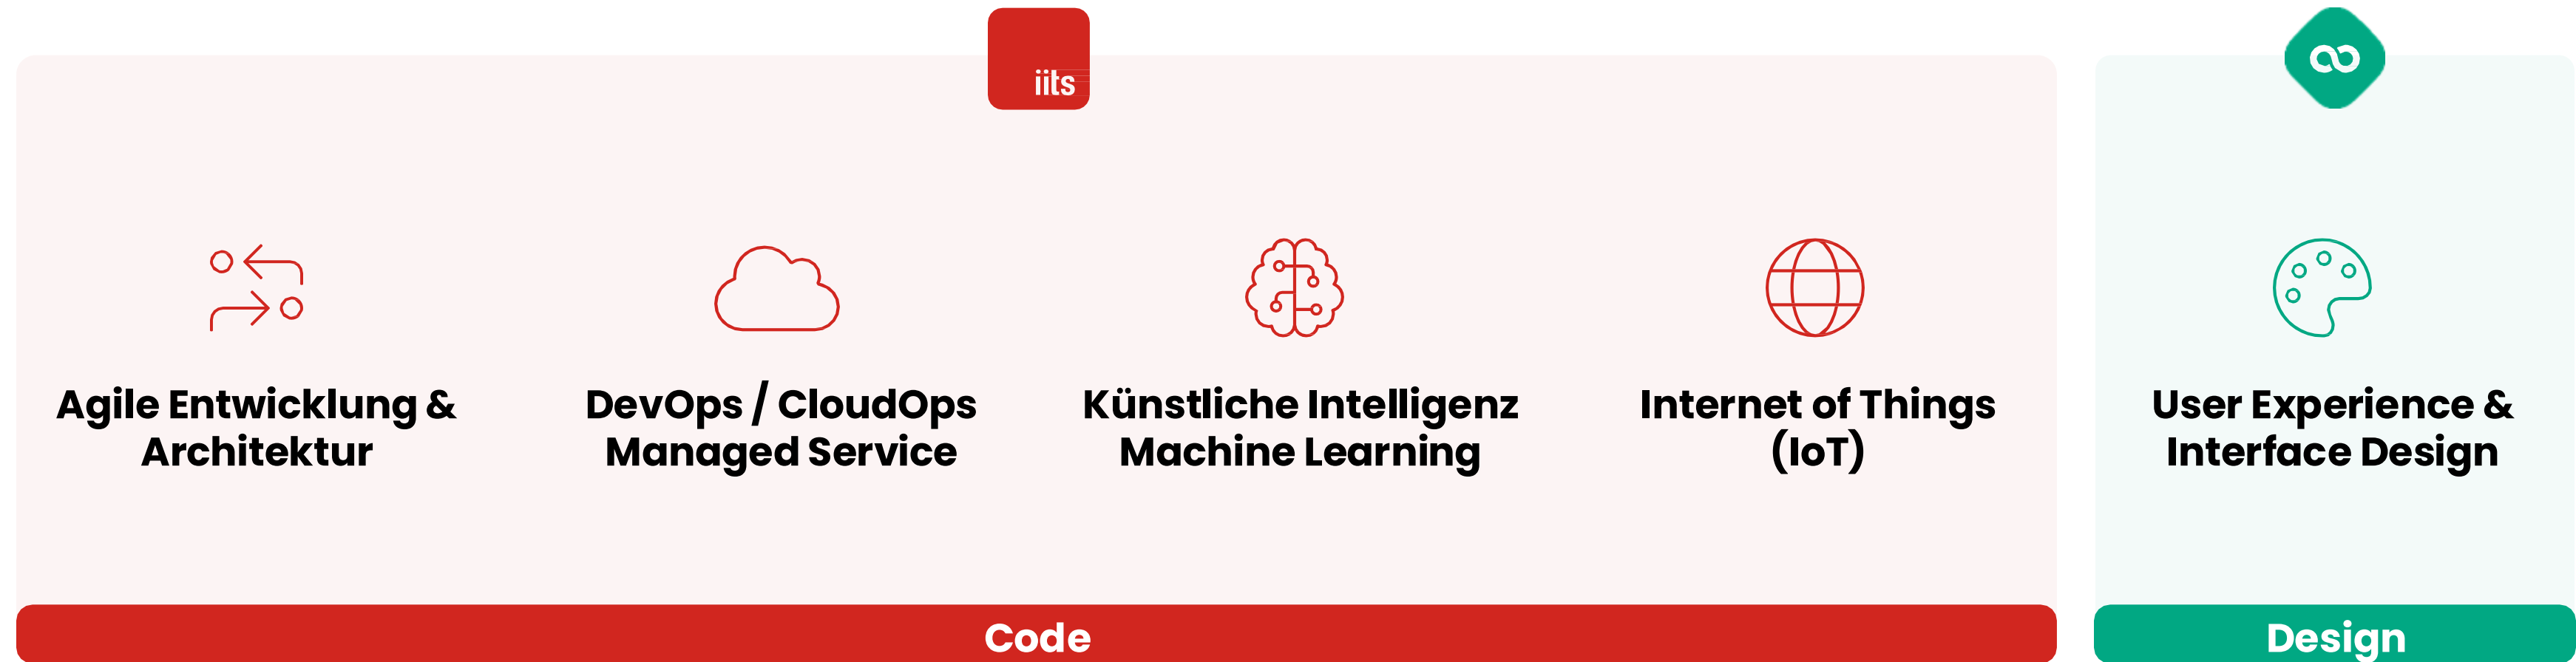 iits
Agile Entwicklung &
Architektur
DevOps / CloudOps
Managed Service
Künstliche Intelligenz
Machine Learning
Internet of Things
(IoT)
Code
User Experience &
Interface Design
Design